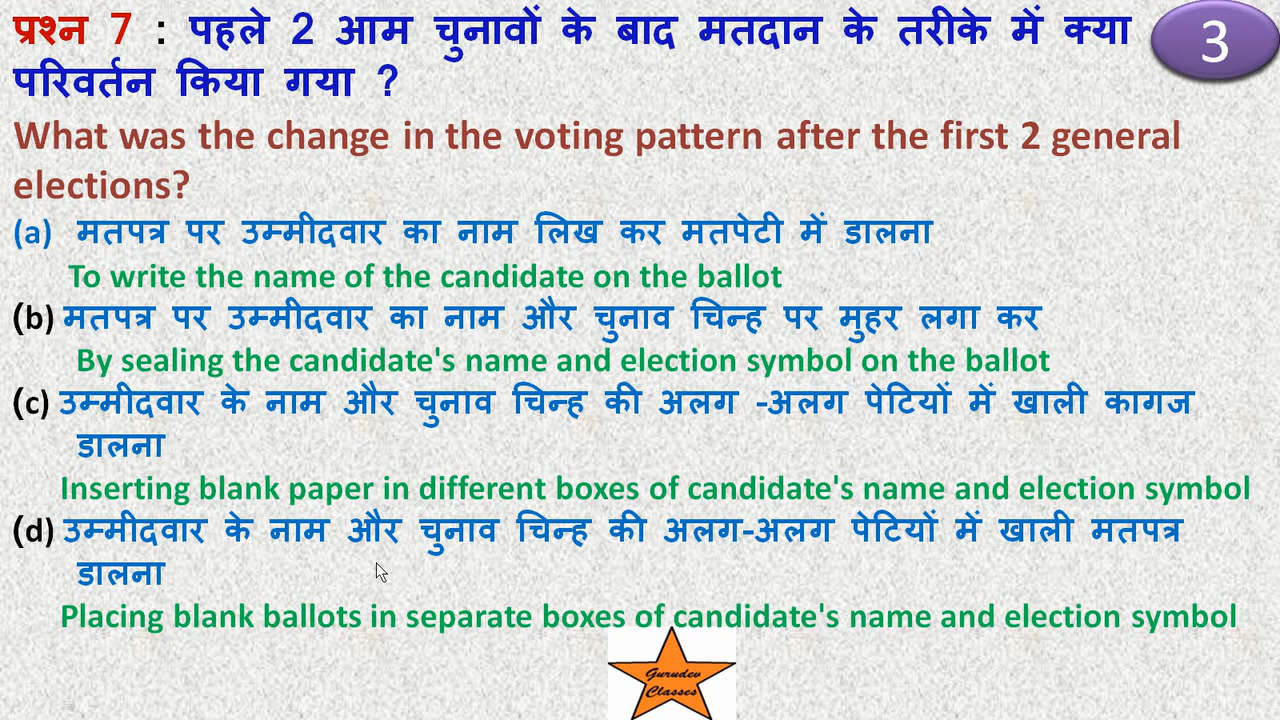 प्रश्न 7 : पहले 2 आम चुनावों के बाद मतदान के तरीके में क्या
3
परिवर्तन किया गया ?
What was the change in the voting pattern after the first 2 general
elections?
(a) मतपत्र पर उम्मीदवार का नाम लिख कर मतपेटी में डालना
To write the name of the candidate on the ballot
(b) मतपत्र पर उम्मीदवार का नाम और चुनाव चिन्ह पर मुहर लगा कर
By sealing the candidate's name and election symbol on the ballot
(c) उम्मीदवार के नाम और चुनाव चिन्ह की अलग -अलग पेटियों में खाली कागज
डालना
Inserting blank paper in different boxes of candidate's name and election symbol
(d) उम्मीदवार के नाम और चुनाव चिन्ह की अलग-अलग पेटियों में खाली मतपत्र
डालना
Placing blank ballots in separate boxes of candidate's name and election symbol
Gurudev
Classes